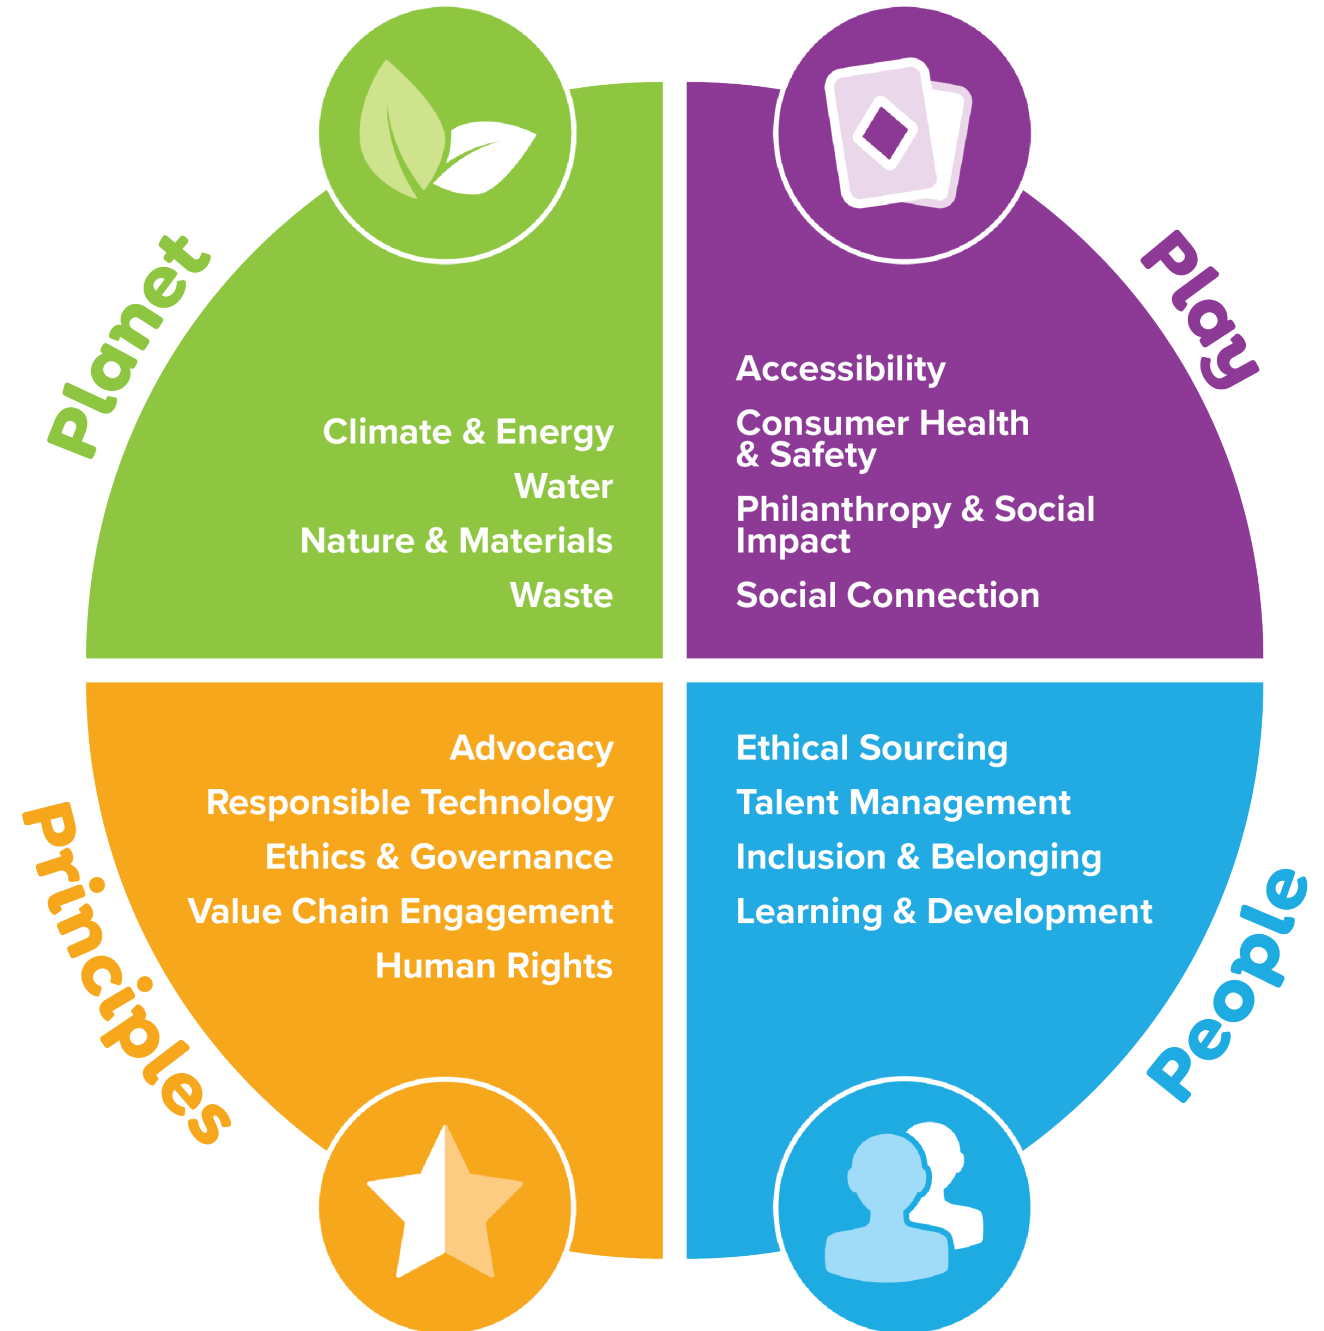 Planet
Climate & Energy
Water
Nature & Materials
Waste
Play
Accessibility
Consumer Health
& Safety
Philanthropy & Social
Impact
Social Connection
Principles
Advocacy
Responsible Technology
Ethics & Governance
Value Chain Engagement
Human Rights
People
Ethical Sourcing
Talent Management
Inclusion & Belonging
Learning & Development